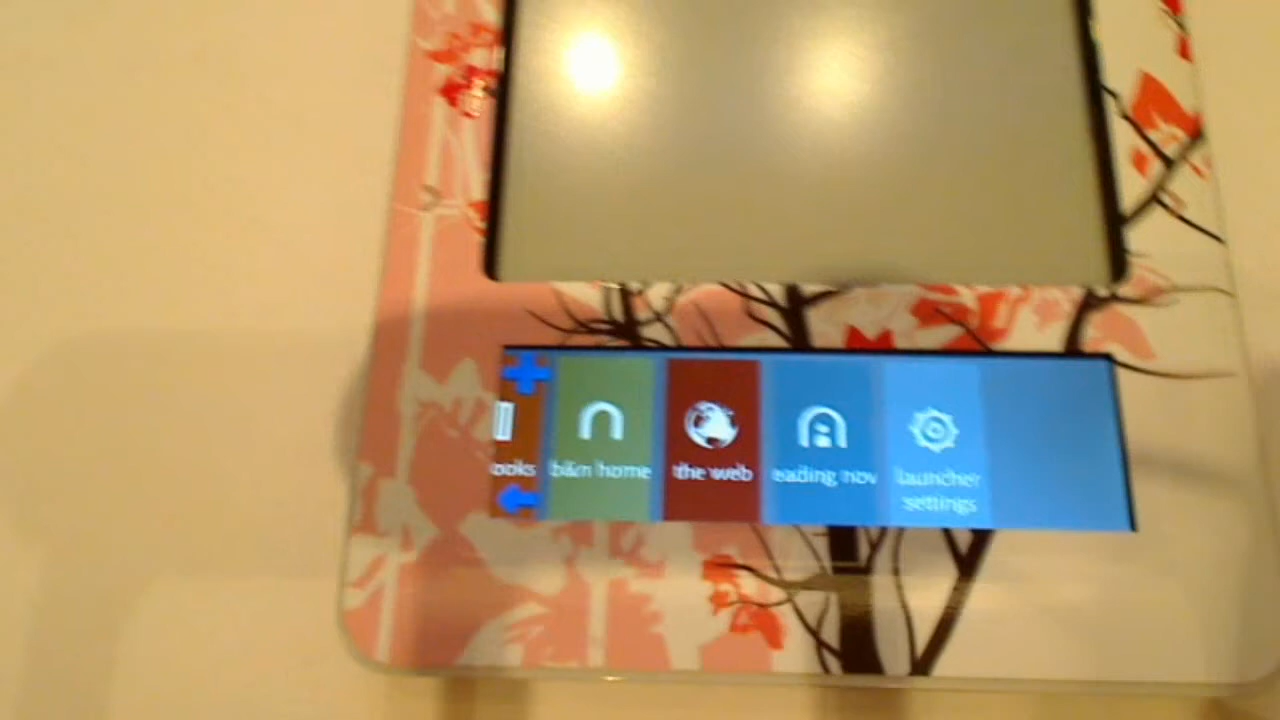 ooks
b&n home
the web
eading nov
launcher
settings